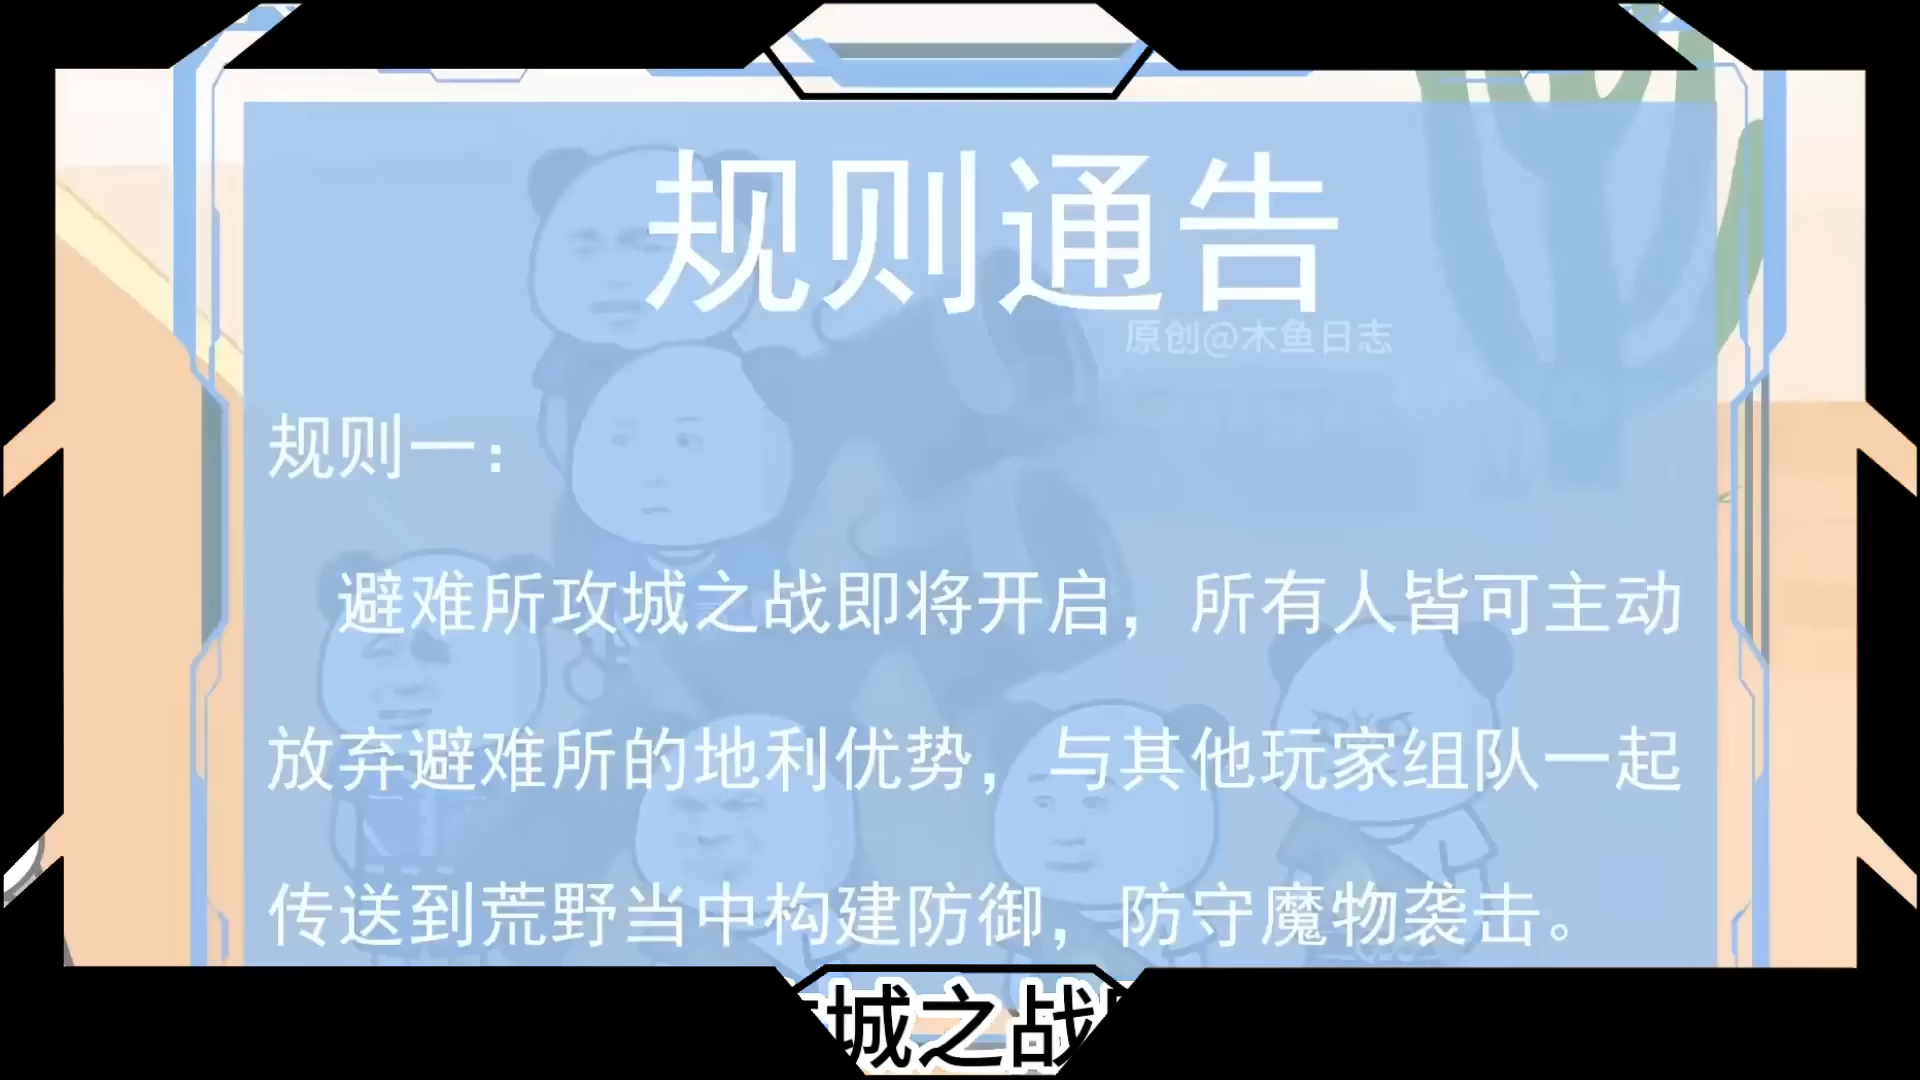 规则通告
原创@木鱼日志
规则一：
避难所攻城之战即将开启，所有人皆可主动
放弃避难所的地利优势，与其他玩家组队一起
传送到荒野当中构建防御，防守魔物袭击。
城之战